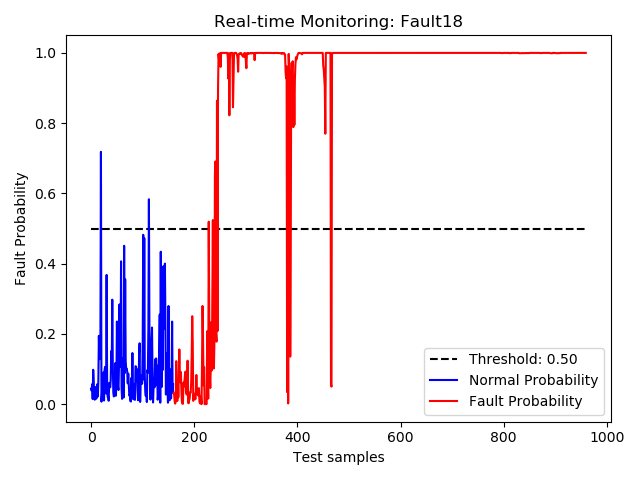 Real-time Monitoring: Fault18
Fault Probability
1.0
0.8
0.6
0.4
0.2
0.0
Threshold: 0.50
Normal Probability
Fault Probability
0
200
400
600
800
1000
Test samples